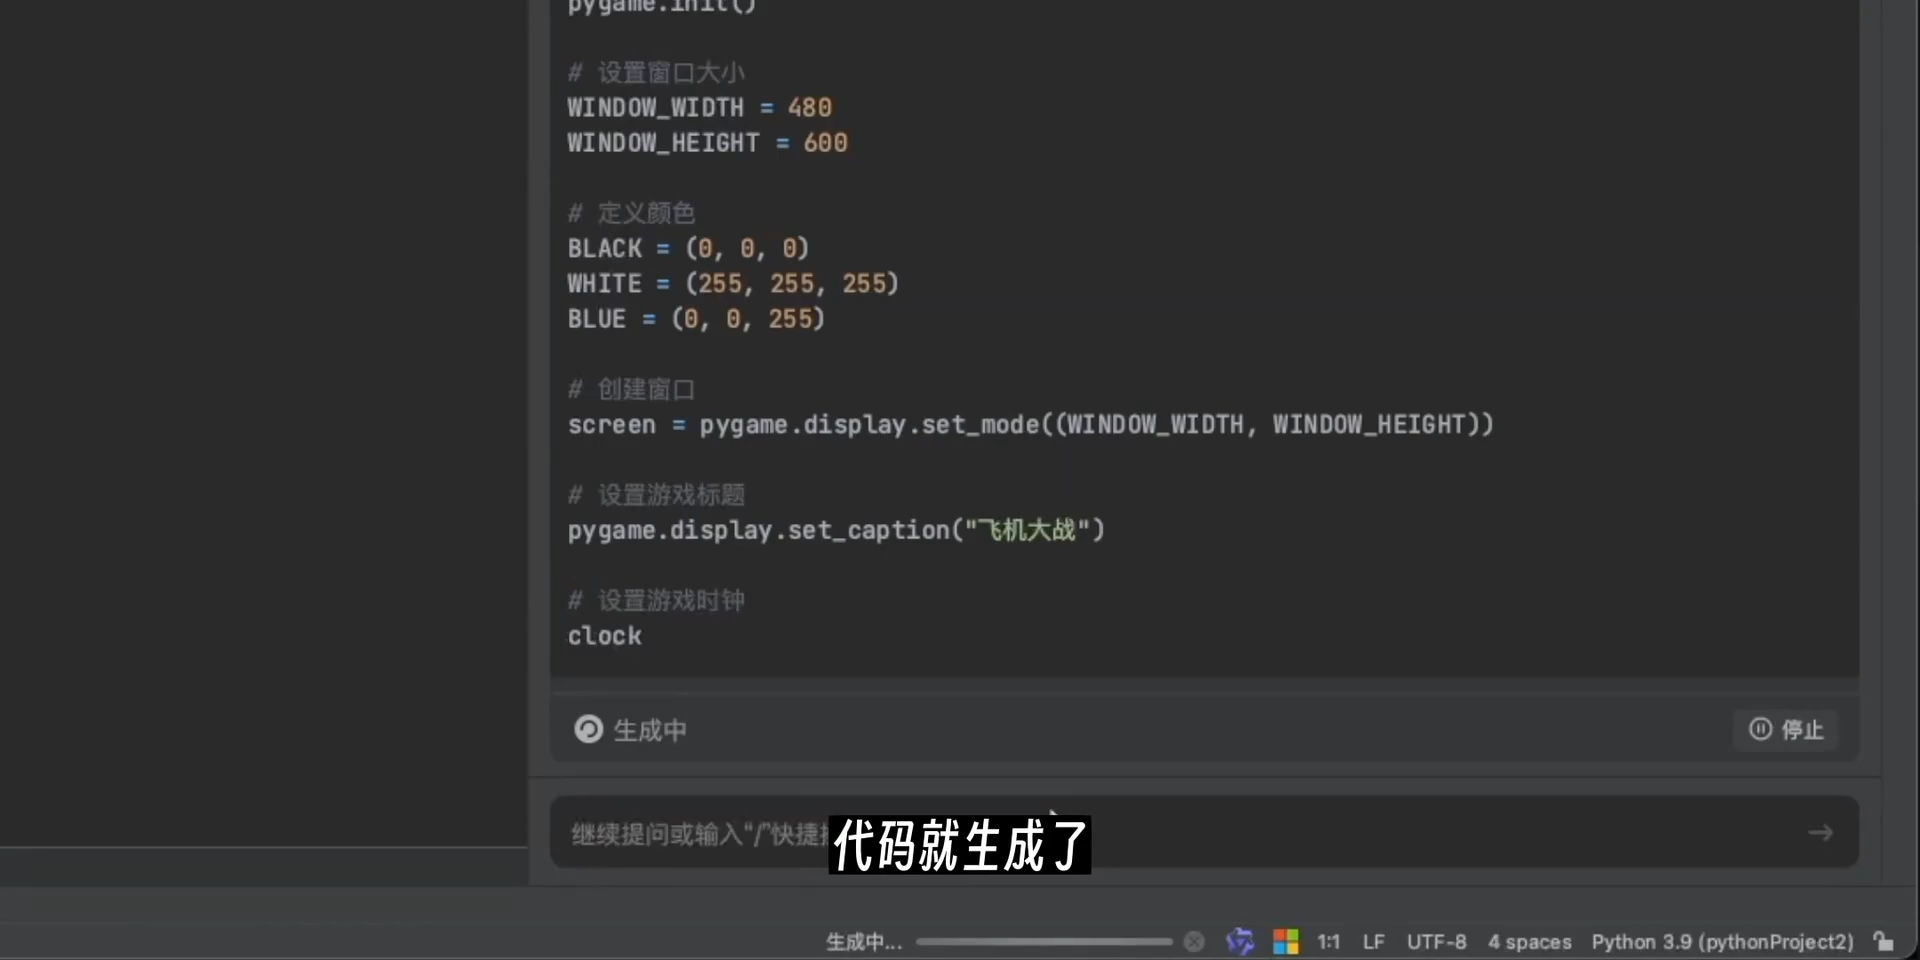 pygame.init()
# 设置窗口大小
WINDOW_WIDTH = 480
WINDOW_HEIGHT = 600
# 定义颜色
BLACK = (0, 0, 0)
WHITE = (255, 255, 255)
BLUE = (0, 0, 255)
# 创建窗口
screen = pygame.display.set_mode((WINDOW_WIDTH, WINDOW_HEIGHT))
# 设置游戏标题
pygame.display.set_caption("飞机大战")
# 设置游戏时钟
clock
生成中
停止
继续提问或输入“/”快捷
代码就生成了
生成中...
1:1 LF UTF-8 4 spaces Python 3.9 (pythonProject2)